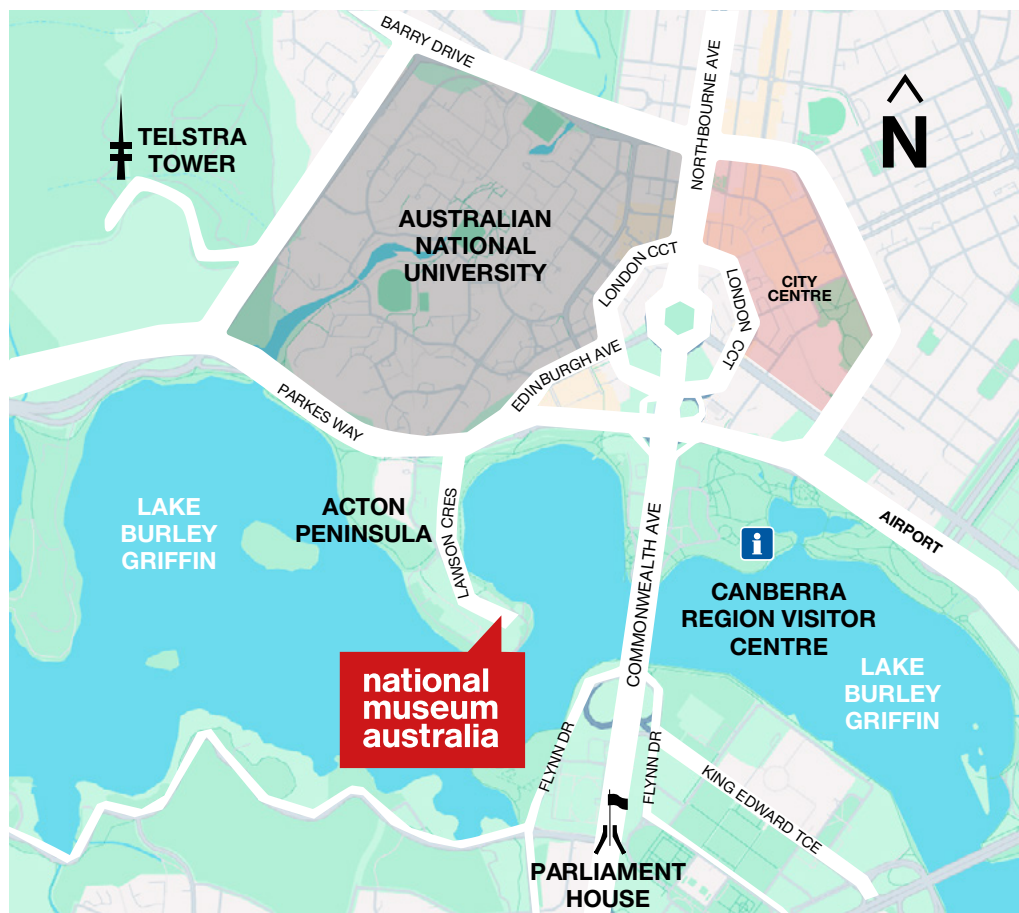 BARRY DRIVE
NORTHBOURNE AVE
N
TELSTRA
TOWER
AUSTRALIAN
NATIONAL
UNIVERSITY
LONDON CCT
LONDON CCT
CITY
CENTRE
EDINBURGH AVE
PARKES WAY
LAKE
BURLEY
GRIFFIN
ACTON
PENINSULA
LAWSON CRES
COMMONWEALTH AVE
AIRPORT
i
CANBERRA
REGION VISITOR
CENTRE
LAKE
BURLEY
GRIFFIN
national
museum
australia
FLYNN DR
FLYNN DR
KING EDWARD TCE
PARLIAMENT
HOUSE